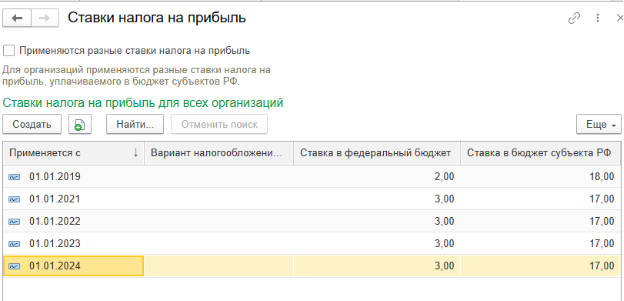 Ставки налога на прибыль
Применяются разные ставки налога на прибыль
Для организаций применяются разные ставки налога на
прибыль, уплачиваемого в бюджет субъектов РФ.
Ставки налога на прибыль для всех организаций
Создать Найти... Отменить поиск Еще
Применяется с ↓ Вариант налогообложени... Ставка в федеральный бюджет Ставка в бюджет субъекта РФ
01.01.2019 2,00 18,00
01.01.2021 3,00 17,00
01.01.2022 3,00 17,00
01.01.2023 3,00 17,00
01.01.2024 3,00 17,00